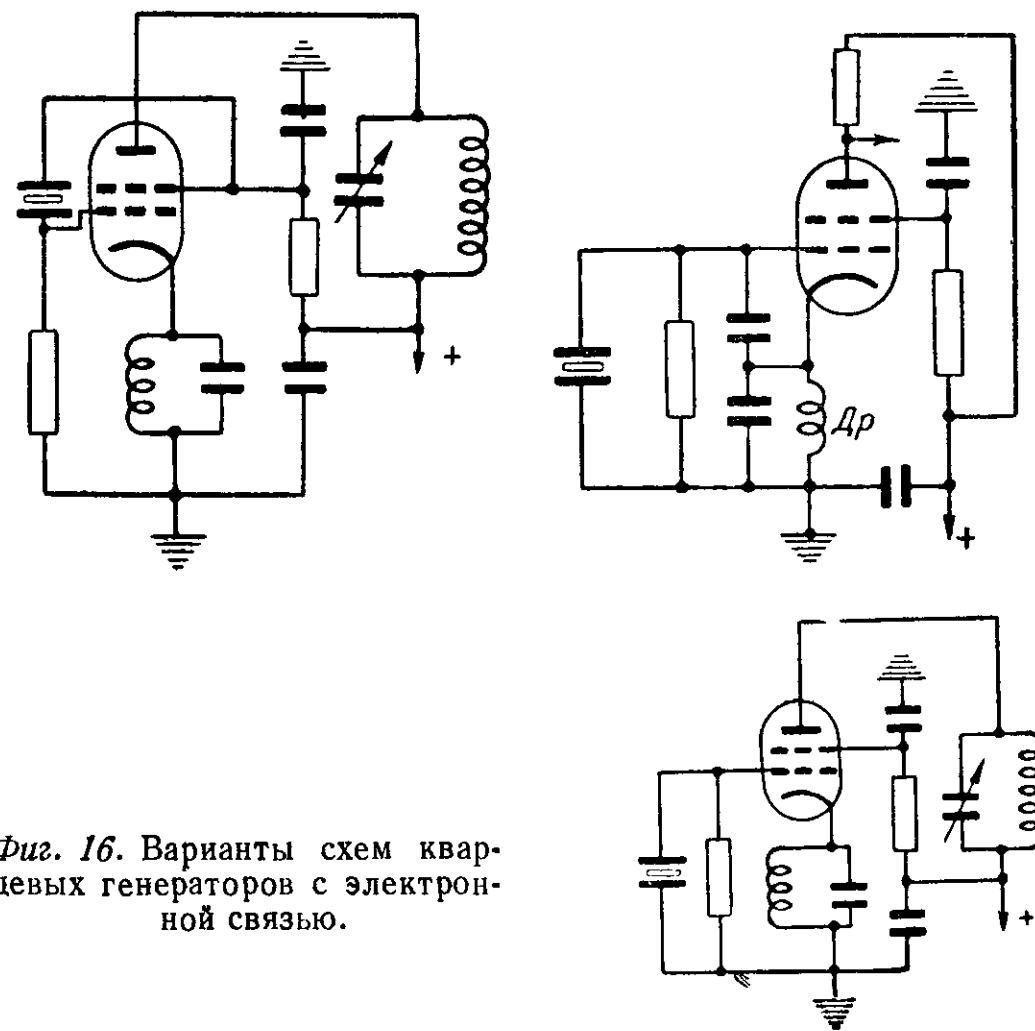 +
Др
+
Фиг. 16. Варианты схем квар-
цевых генераторов с электрон-
ной связью.
+